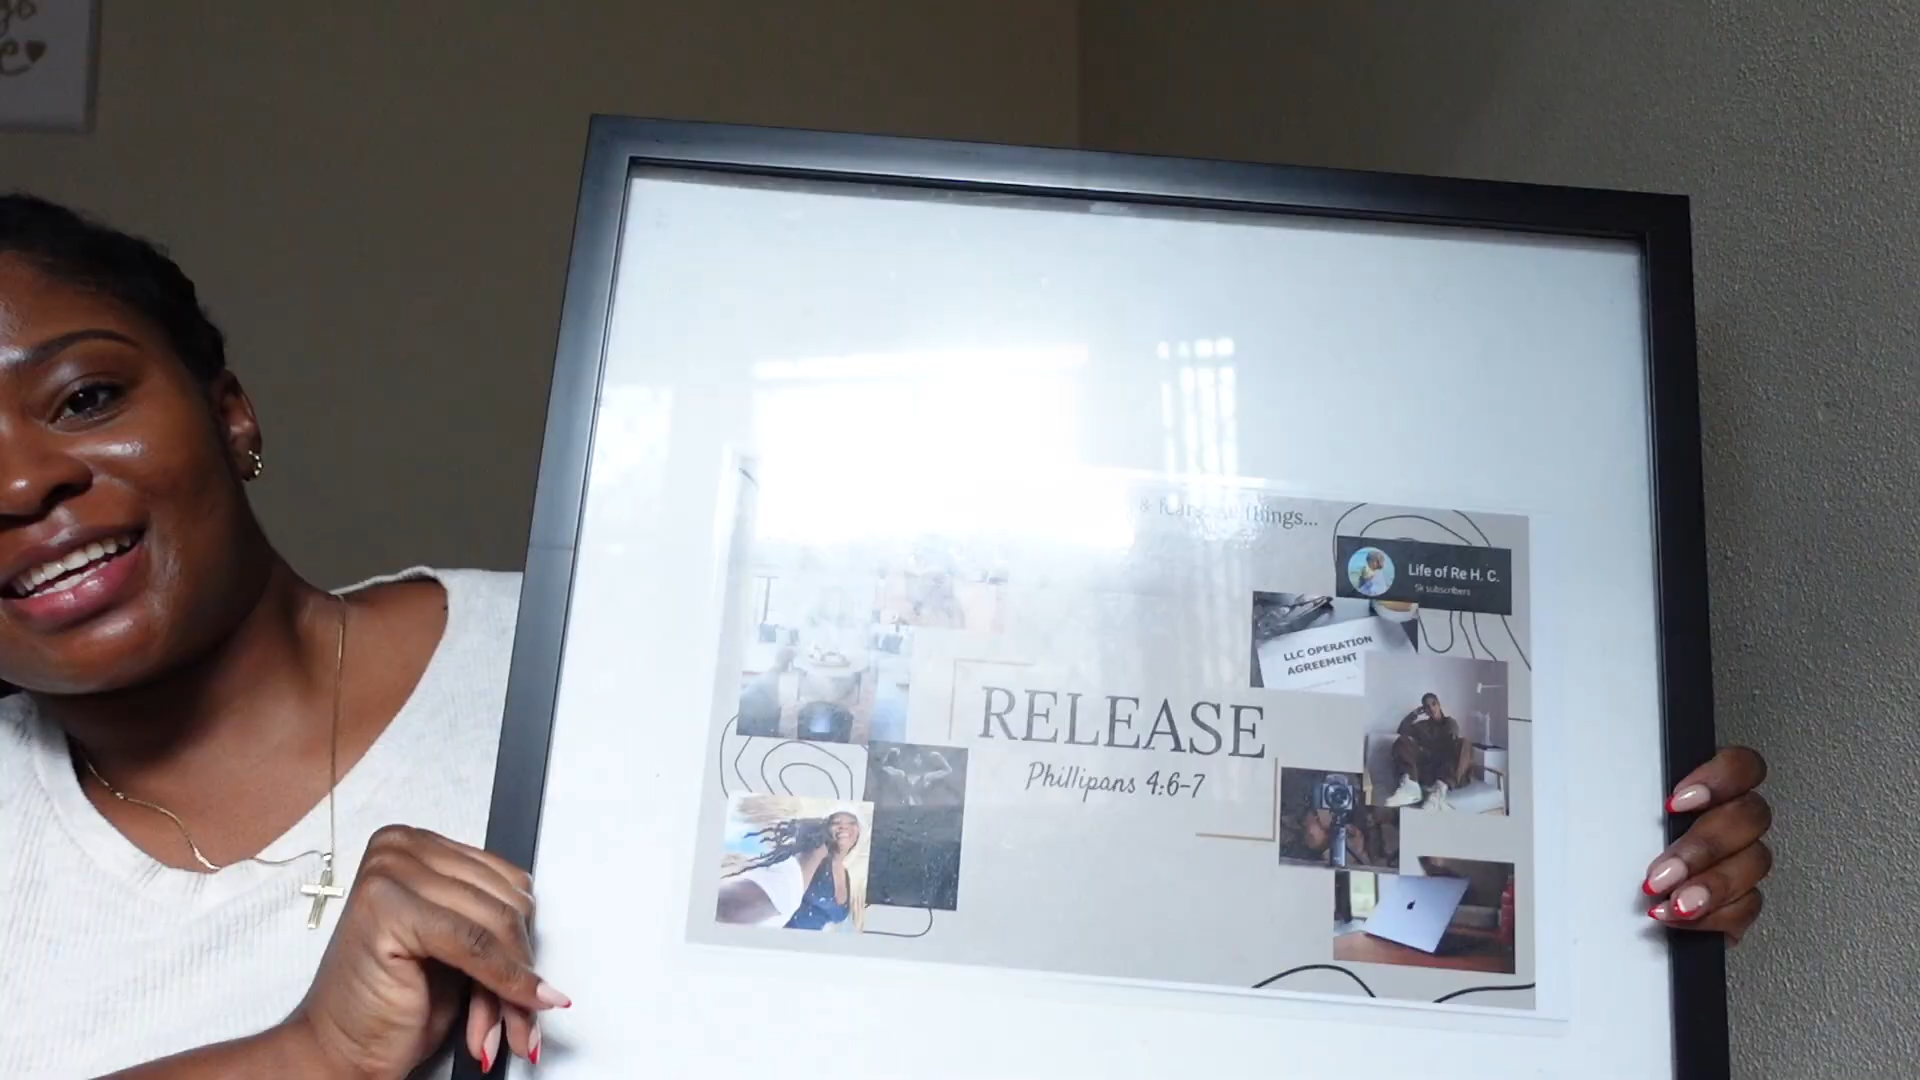 things...
Life of Re H. C.
5k subscribers
LLC OPERATION
AGREEMENT
RELEASE
Phillipans 4:6-7